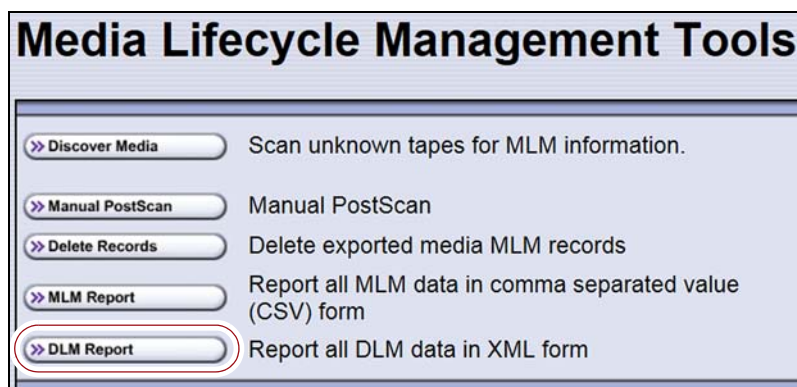 Media Lifecycle Management Tools
Discover Media Scan unknown tapes for MLM information.
Manual PostScan Manual PostScan
Delete Records Delete exported media MLM records
MLM Report Report all MLM data in comma separated value
(CSV) form
DLM Report Report all DLM data in XML form